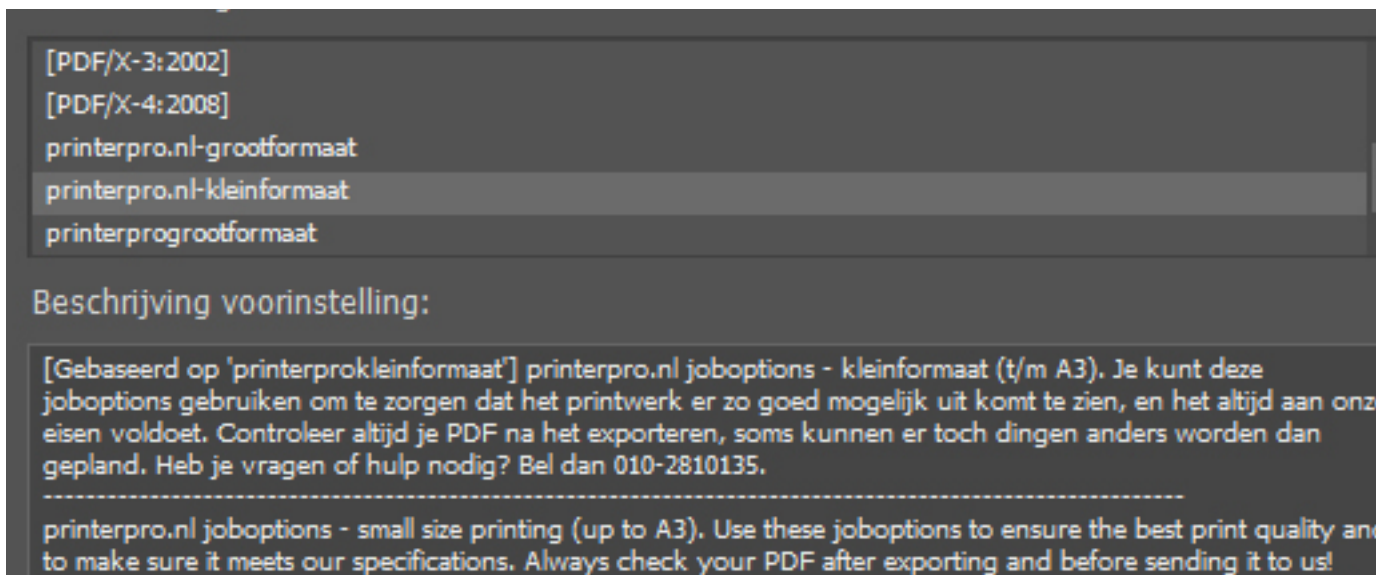 [PDF/X-3:2002]
[PDF/X-4:2008]
printerpro.nl-grootformaat
printerpro.nl-kleinformaat
printerprogrootformaat
Beschrijving voorinstelling:
[Gebaseerd op 'printerprokleinformaat'] printerpro.nl joboptions - kleinformaat (t/m A3). Je kunt deze
joboptions gebruiken om te zorgen dat het printwerk er zo goed mogelijk uit komt te zien, en het altijd aan onze
eisen voldoet. Controleer altijd je PDF na het exporteren, soms kunnen er toch dingen anders worden dan
gepland. Heb je vragen of hulp nodig? Bel dan 010-2810135.
--------------------------------------------------------------------------------------------------------------
printerpro.nl joboptions - small size printing (up to A3). Use these joboptions to ensure the best print quality and
to make sure it meets our specifications. Always check your PDF after exporting and before sending it to us!